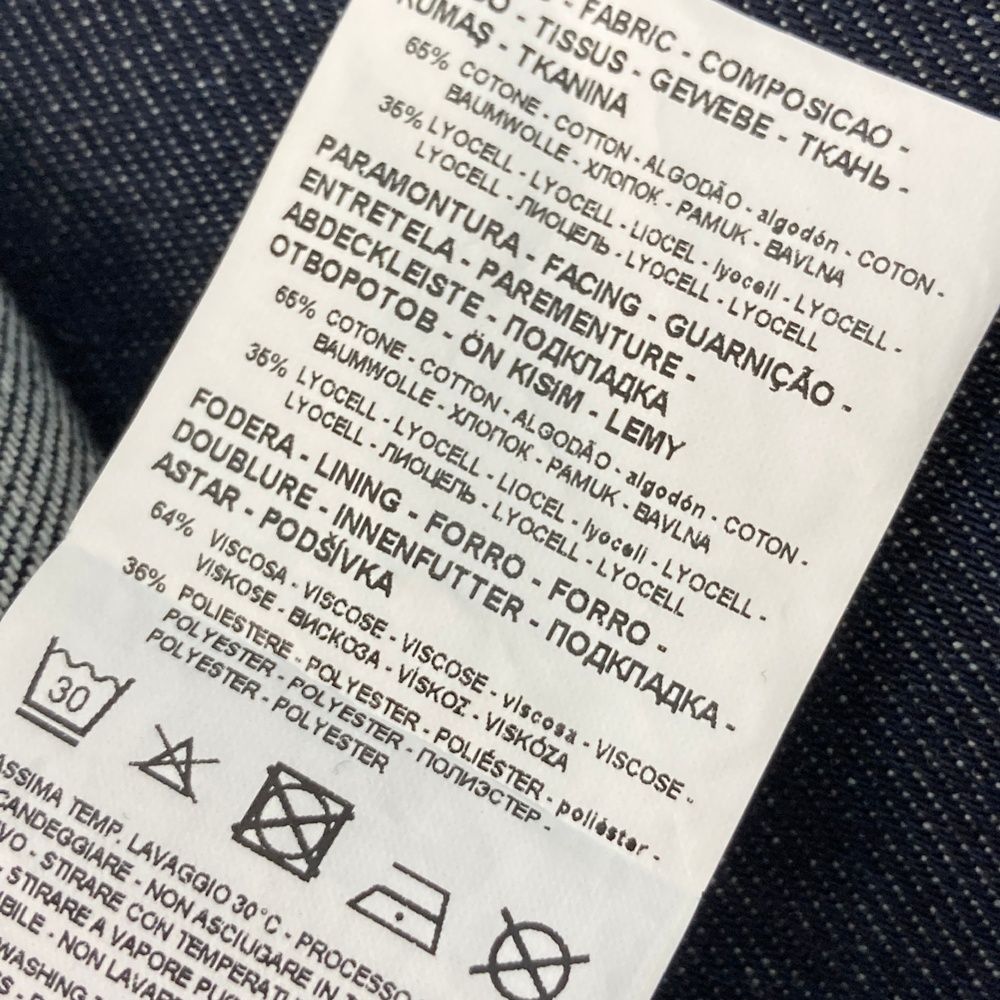 - FABRIC - COMPOSICAO -
- TISSUS - GEWEBE - ТКАНЬ -
KUMAŞ - TKANINA
65% COTONE - COTTON - ALGODÃO - algodón - COTON -
BAUMWOLLE - ХЛОПОК - PAMUK - BAVLNA
35% LYOCELL - LYOCELL - LIOCEL - lyocell - LYOCELL -
LYOCELL - ЛИОЦЕЛЬ - LYOCELL - LYOCELL
PARAMONTURA - FACING - GUARNIÇÃO -
ENTRETELA - PAREMENTURE -
ABDECKLEISTE - ПОДКЛАДКА
ОТВОРОТОВ - ÖN KISIM - LEMY
65% COTONE - COTTON - ALGODÃO - algodón - COTON -
BAUMWOLLE - ХЛОПОК - PAMUK - BAVLNA
35% LYOCELL - LYOCELL - LIOCEL - lyocell - LYOCELL -
LYOCELL - ЛИОЦЕЛЬ - LYOCELL - LYOCELL
FODERA - LINING - FORRO - FORRO -
DOUBLURE - INNENFUTTER - ПОДКЛАДКА -
ASTAR - PODŠÍVKA
64% VISCOSA - VISCOSE - VISCOSE - viscosa - VISCOSE -
VISKOSE - ВИСКОЗА - VİSKOZ - VISKÓZA
36% POLIESTERE - POLYESTER - POLIÉSTER - poliéster -
POLYESTER - POLYESTER - ПОЛИЭСТЕР -
POLYESTER - POLYESTER
30
TEMP. LAVAGGIO 30°C - PROCESSO
CANDEGGIARE - NON ASCIUGARE IN
- STIRARE CON
- STIRARE A VAPORE
- NON LAVAR
WASHING